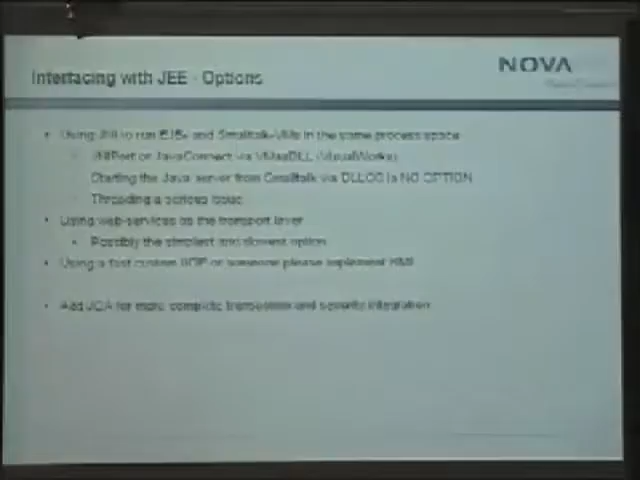 Interfacing with JEE - Options
NOVA
Using JNI to run EJBs and Smalltalk-VMs in the same process space
JNIPort or JavaConnect via VMasDLL (VisualWorks)
Starting the Java server from Smalltalk via DLLCC is NO OPTION
Threading a serious issue
Using web-services as the transport layer
Possibly the simplest and slowest option
Using a fast custom IIOP or someone please implement RMI
Add JCA for more complete transaction and security integration